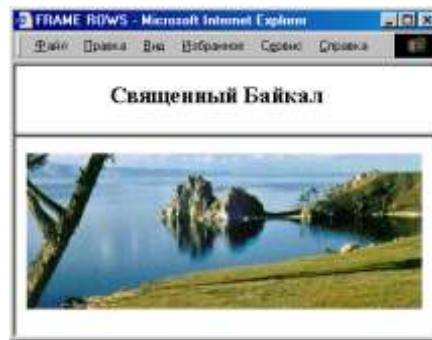 FRAME ROWS - Microsoft Internet Explorer
Файл Правка Вид Избранное Сервис Справка
Священный Байкал